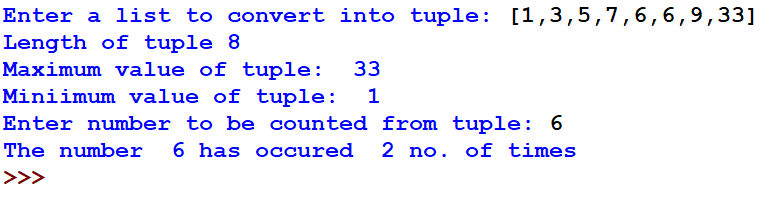 Enter a list to convert into tuple: [1,3,5,7,6,6,9,33]
Length of tuple 8
Maximum value of tuple:  33
Miniimum value of tuple:  1
Enter number to be counted from tuple: 6
The number  6 has occured  2 no. of times
>>>